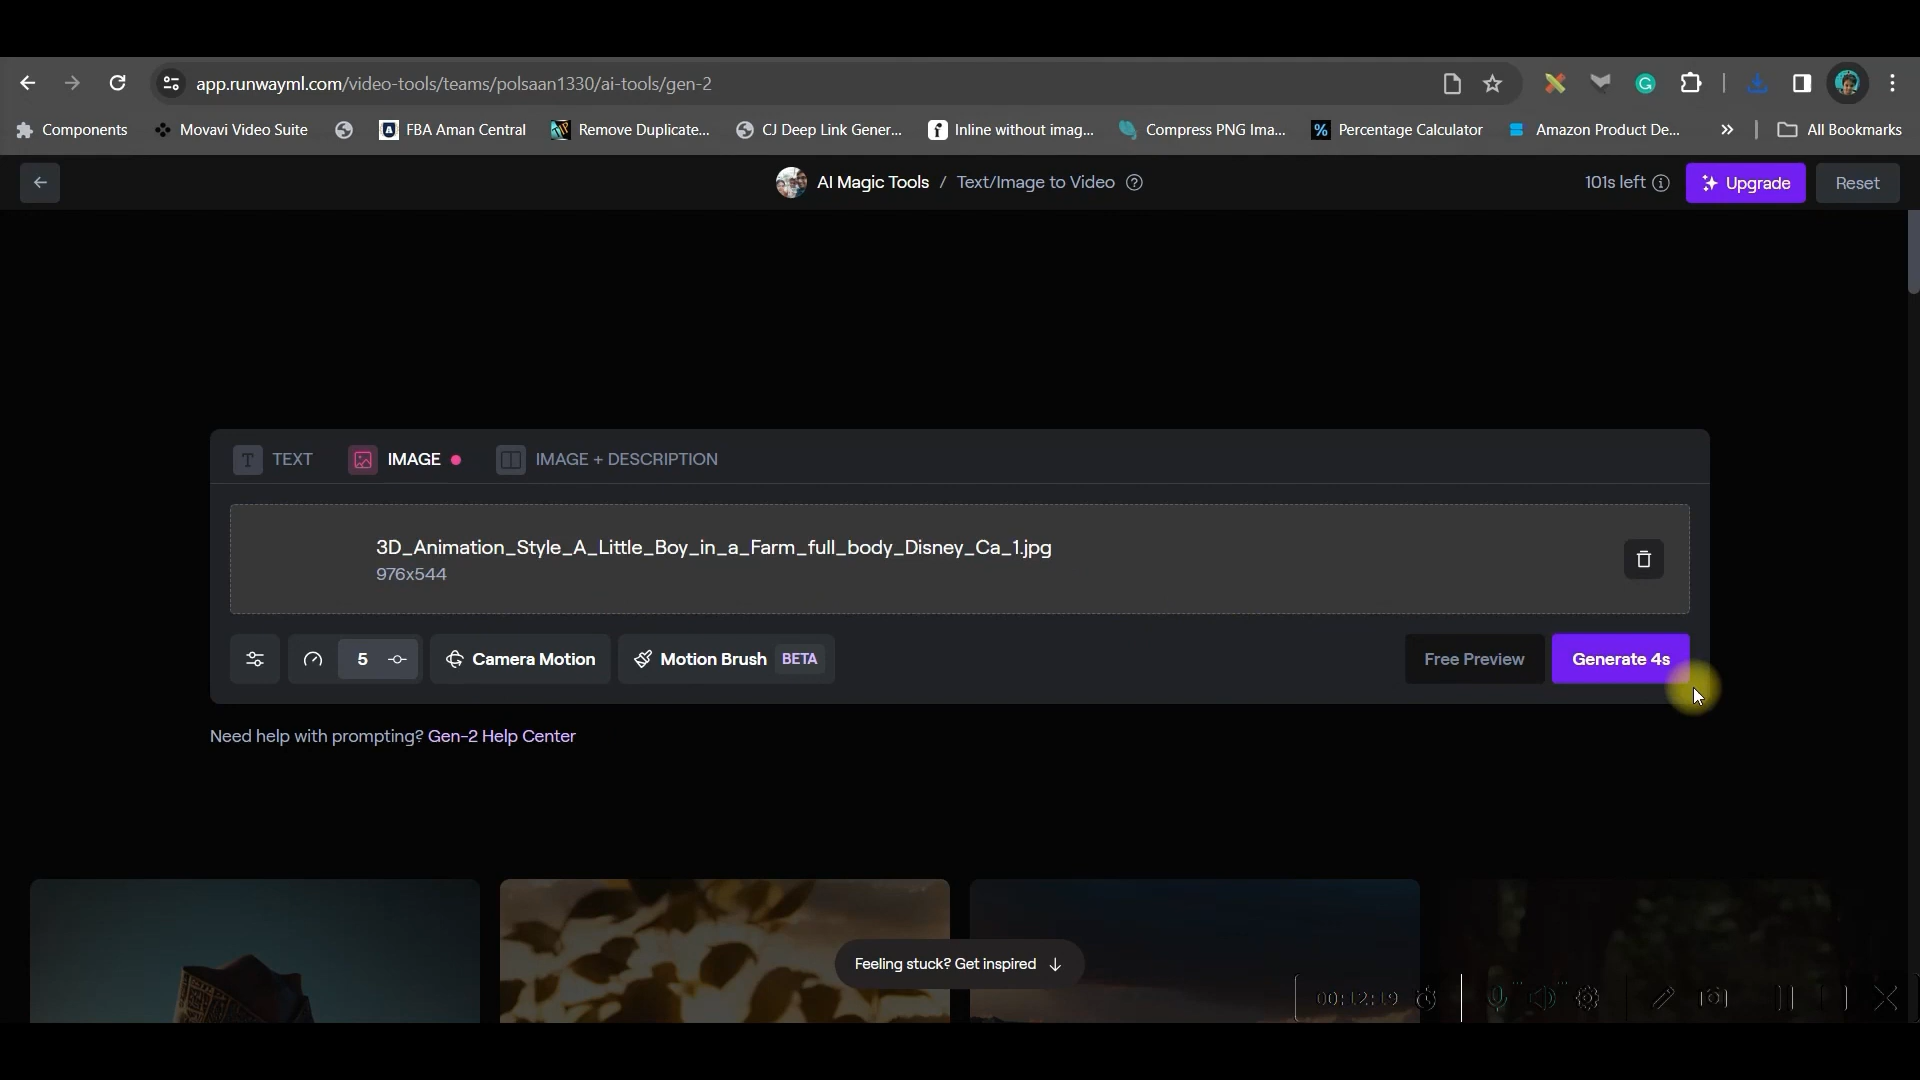 app.runwayml.com/video-tools/teams/polsaan1330/ai-tools/gen-2
Components
Movavi Video Suite
FBA Aman Central
Remove Duplicate...
CJ Deep Link Gener...
Inline without imag...
Compress PNG Ima...
Percentage Calculator
Amazon Product De...
All Bookmarks
AI Magic Tools / Text/Image to Video
101s left
Upgrade
Reset
TEXT
IMAGE
IMAGE + DESCRIPTION
3D_Animation_Style_A_Little_Boy_in_a_Farm_full_body_Disney_Ca_1.jpg
976x544
5
Camera Motion
Motion Brush BETA
Free Preview
Generate 4s
Need help with prompting? Gen-2 Help Center
Feeling stuck? Get inspired
00:12:19